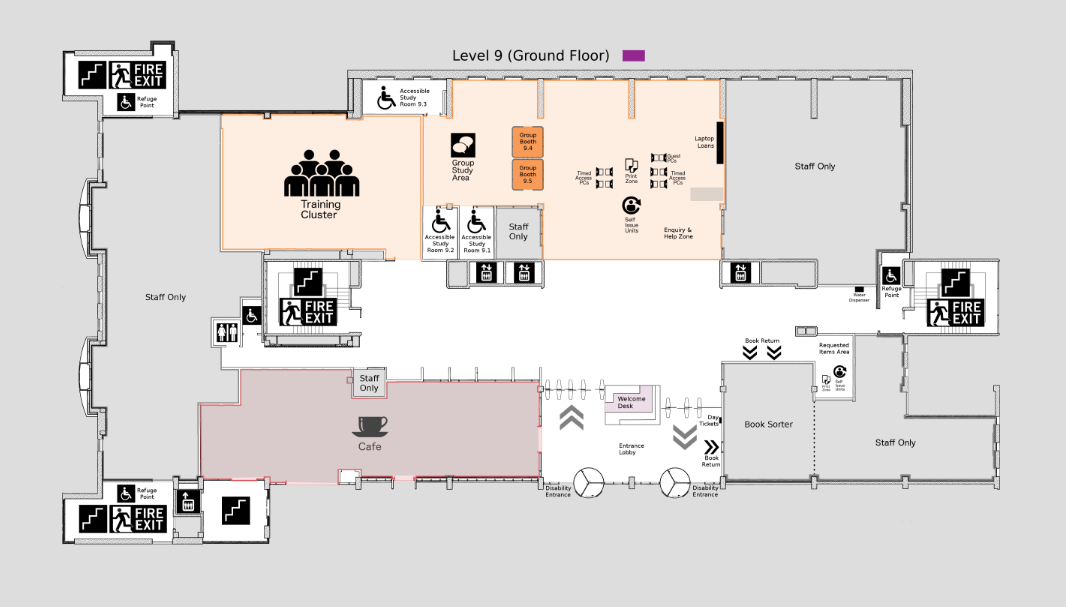 Level 9 (Ground Floor)
FIRE
EXIT
Refuge
Point
Accessible
Study
Room 9.3
Group
Study
Area
Group
Booth
9.4
Group
Booth
9.5
Laptop
Loans
Guest
PCs
Timed
Access
PCs
Print
Zone
Timed
Access
PCs
Self
Issue
Units
Enquiry &
Help Zone
Staff Only
Training
Cluster
Accessible
Study
Room 9.2
Accessible
Study
Room 9.1
Staff
Only
Staff Only
FIRE
EXIT
Water
Dispenser
Refuge
Point
FIRE
EXIT
Book Return
Requested
Items Area
Print
Zone
Self
Issue
Units
Staff
Only
Cafe
Welcome
Desk
Day
Tickets
Book
Return
Entrance
Lobby
Book Sorter
Staff Only
Disability
Entrance
Disability
Entrance
Refuge
Point
FIRE
EXIT